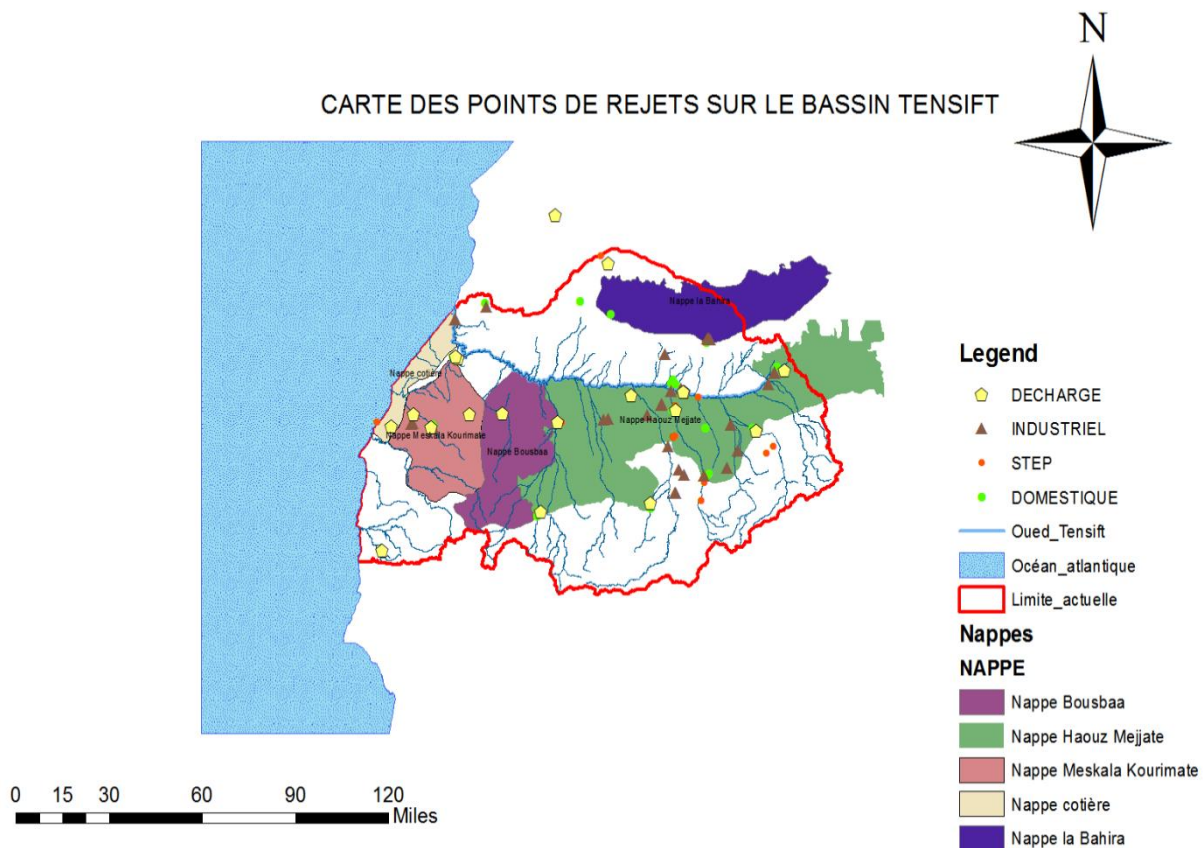 N
CARTE DES POINTS DE REJETS SUR LE BASSIN TENSIFT
Nappe la Bahira
Nappe cotière
Nappe Haouz Mejjate
Nappe Meskala Kourimate
Nappe Bousbaa
Legend
DECHARGE
INDUSTRIEL
STEP
DOMESTIQUE
Oued_Tensift
Océan_atlantique
Limite_actuelle
Nappes
NAPPE
Nappe Bousbaa
Nappe Haouz Mejjate
Nappe Meskala Kourimate
Nappe cotière
Nappe la Bahira
0 15 30 60 90 120
Miles